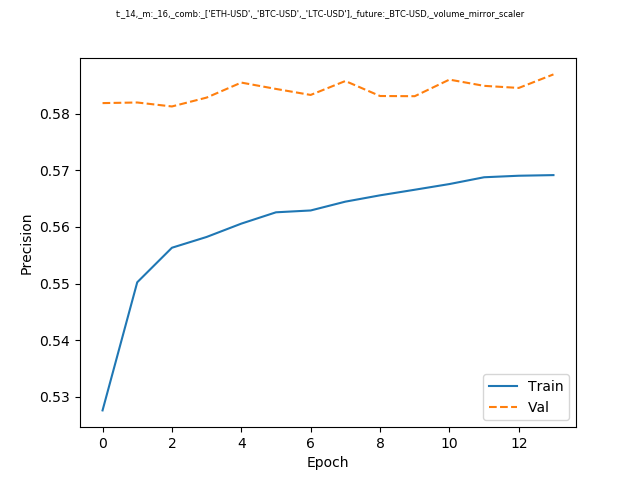 t:_14,_m:_16,_comb:_['ETH-USD',_'BTC-USD',_'LTC-USD'],_future:_BTC-USD,_volume_mirror_scaler
0.58
0.57
0.56
0.55
0.54
0.53
Precision
0 2 4 6 8 10 12
Epoch
Train
Val